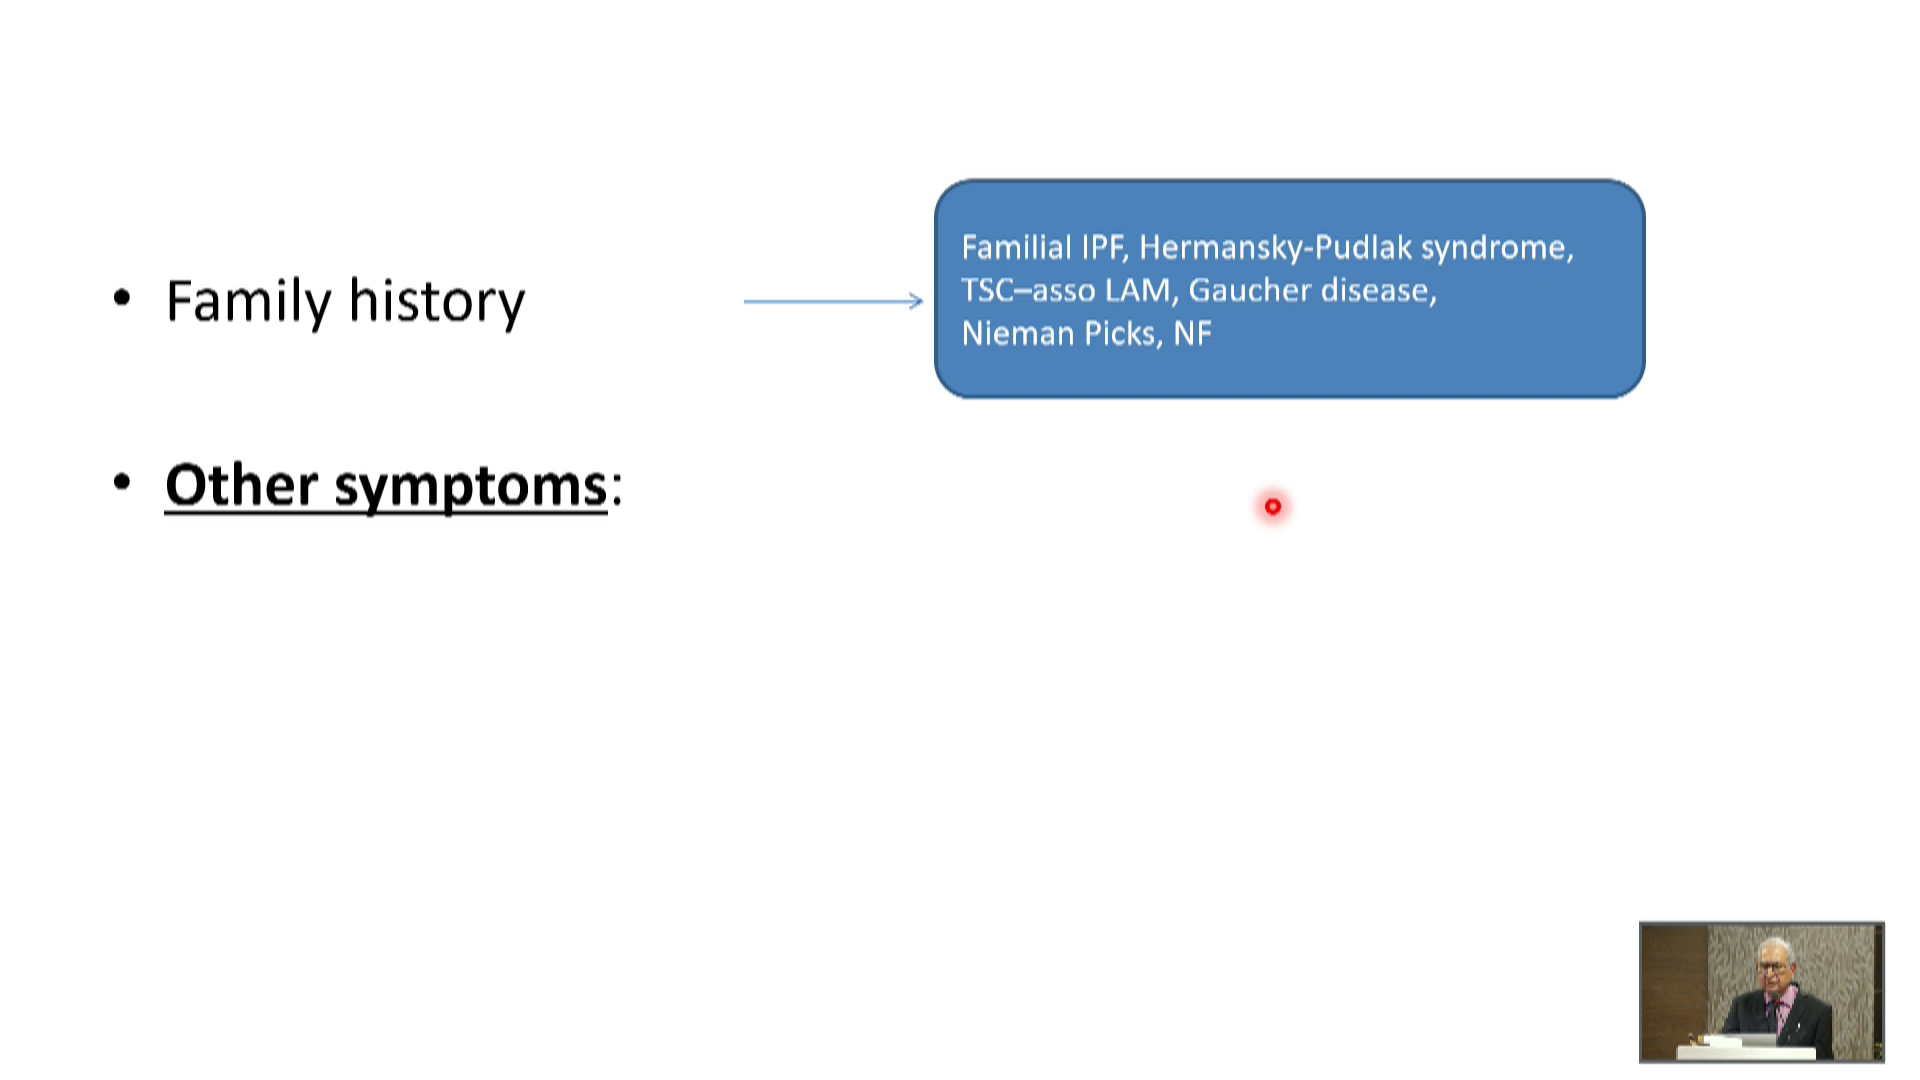 • Family history
Familial IPF, Hermansky-Pudlak syndrome,
TSC–asso LAM, Gaucher disease,
Nieman Picks, NF
• Other symptoms: